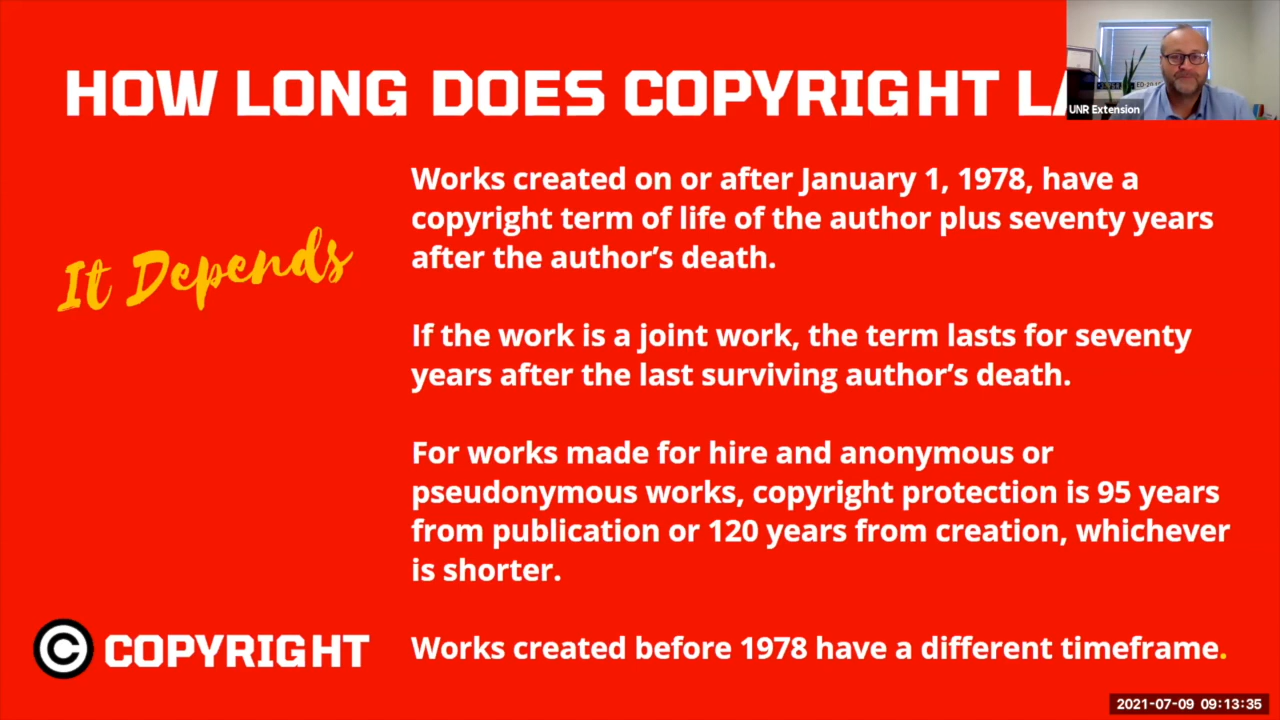 HOW LONG DOES COPYRIGHT
UNR Extension
It Depends
Works created on or after January 1, 1978, have a
copyright term of life of the author plus seventy years
after the author's death.
If the work is a joint work, the term lasts for seventy
years after the last surviving author's death.
For works made for hire and anonymous or
pseudonymous works, copyright protection is 95 years
from publication or 120 years from creation, whichever
is shorter.
Works created before 1978 have a different timeframe.
© COPYRIGHT
2021-07-09 09:13:35